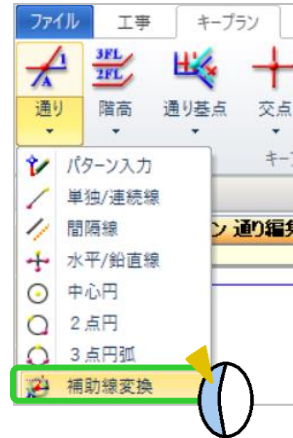 ファイル 工事 キープラン
1
A
3FL
2FL
通り 階高 通り基点 交点
キー
パターン入力
単独/連続線
間隔線
ン 通り編集
水平/鉛直線
中心円
2点円
3点円弧
補助線変換